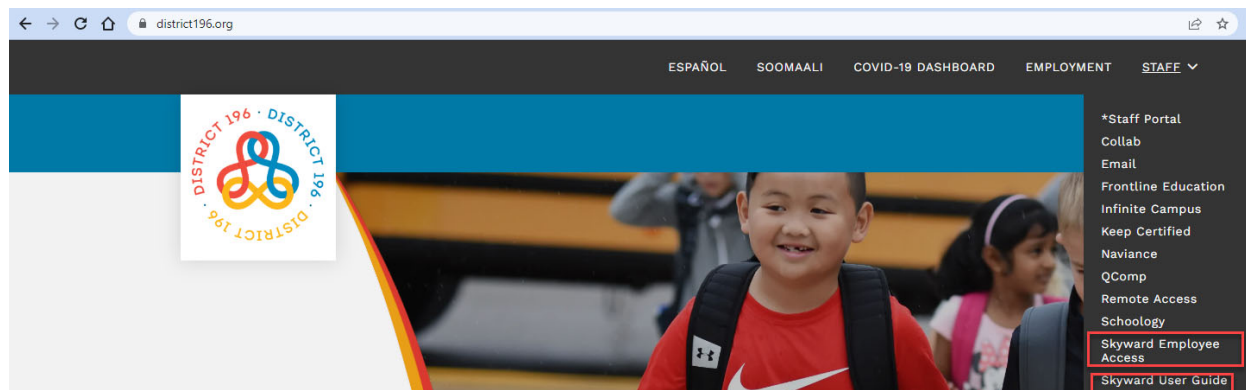 district196.org
ESPAÑOL SOOMAALI COVID-19 DASHBOARD EMPLOYMENT STAFF
DISTRICT 196 · DISTRICT 196 · DISTRICT 196 ·
*Staff Portal
Collab
Email
Frontline Education
Infinite Campus
Keep Certified
Naviance
QComp
Remote Access
Schoology
Skyward Employee
Access
Skyward User Guide